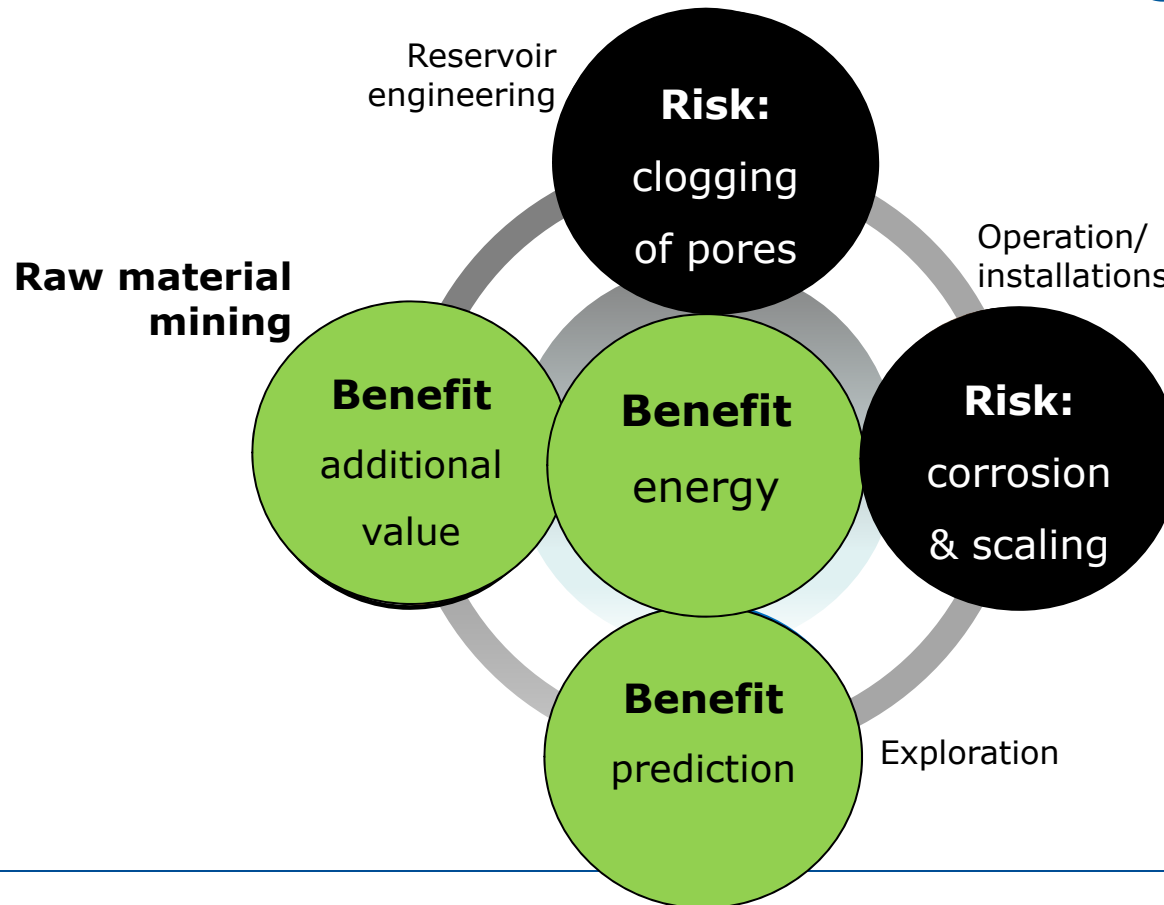 Reservoir
engineering
Risk:
clogging
of pores
Operation/
installations
Raw material
mining
Benefit
additional
value
Benefit
energy
Risk:
corrosion
& scaling
Benefit
prediction
Exploration